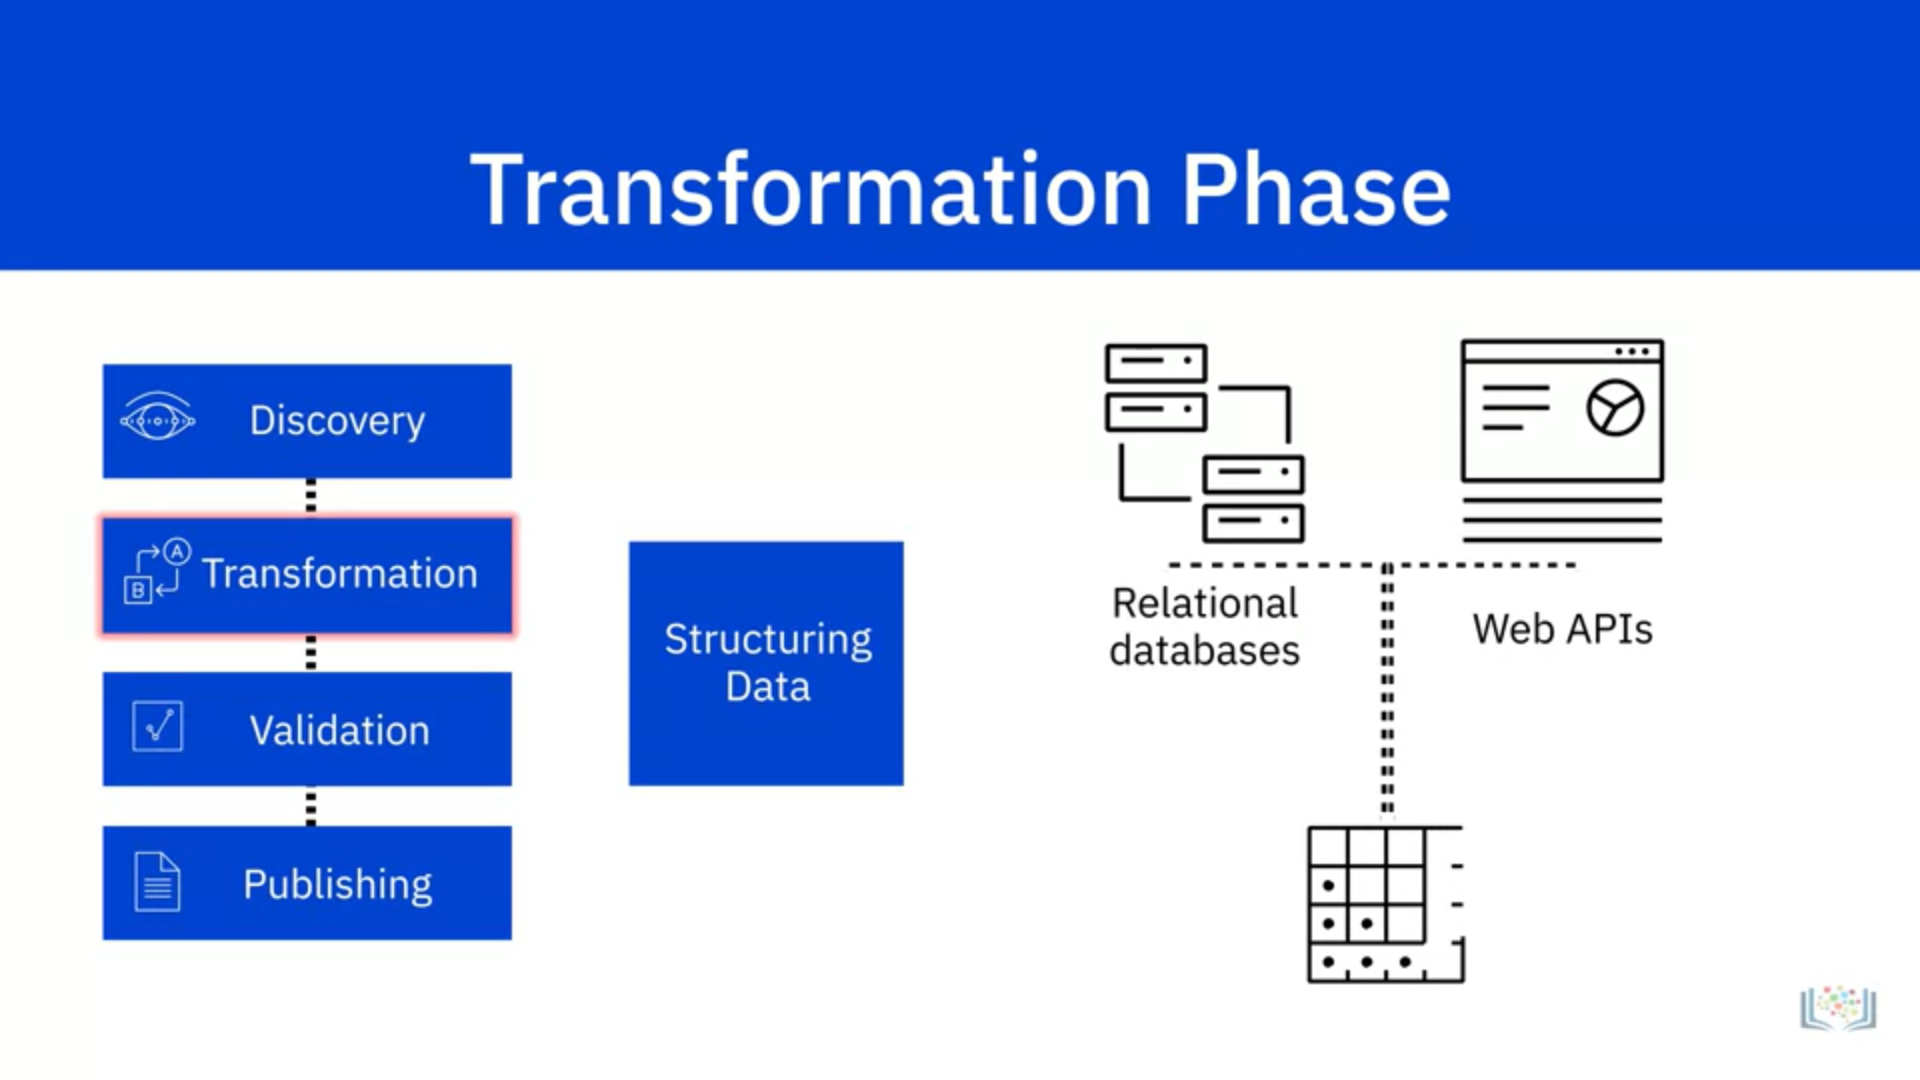 Transformation Phase
Discovery
A
B
Transformation
Validation
Publishing
Structuring
Data
Relational
databases
Web APIs